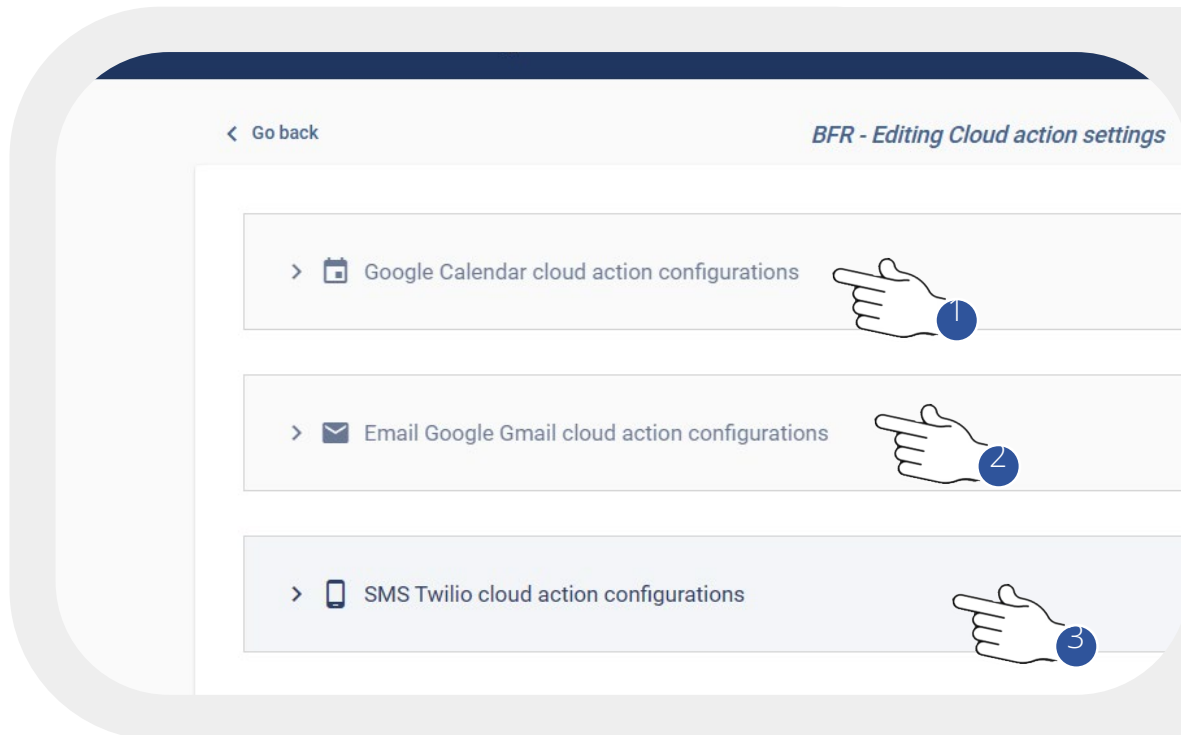 Go back
BFR - Editing Cloud action settings
Google Calendar cloud action configurations
1
Email Google Gmail cloud action configurations
2
SMS Twilio cloud action configurations
3